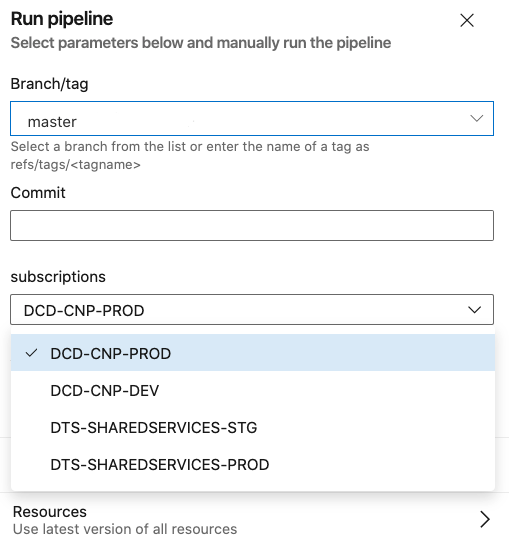 Run pipeline
Select parameters below and manually run the pipeline
Branch/tag
master
Select a branch from the list or enter the name of a tag as
refs/tags/<tagname>
Commit
subscriptions
DCD-CNP-PROD
DCD-CNP-PROD
DCD-CNP-DEV
DTS-SHAREDSERVICES-STG
DTS-SHAREDSERVICES-PROD
Resources
Use latest version of all resources